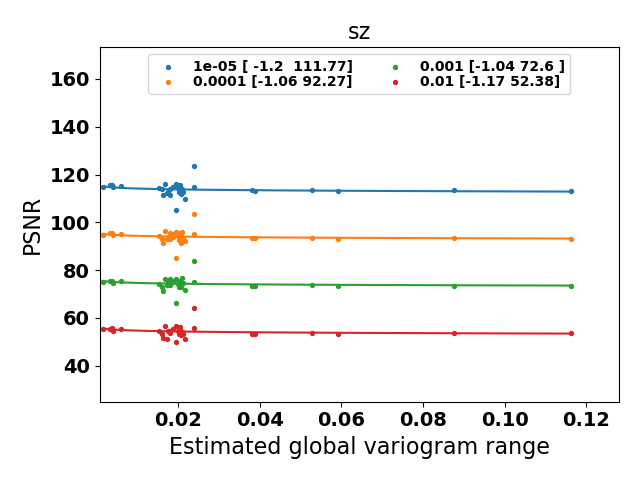 sz
1e-05 [ -1.2  111.77]
0.0001 [-1.06 92.27]
0.001 [-1.04 72.6 ]
0.01 [-1.17 52.38]
160
140
120
100
80
60
40
PSNR
0.02 0.04 0.06 0.08 0.10 0.12
Estimated global variogram range